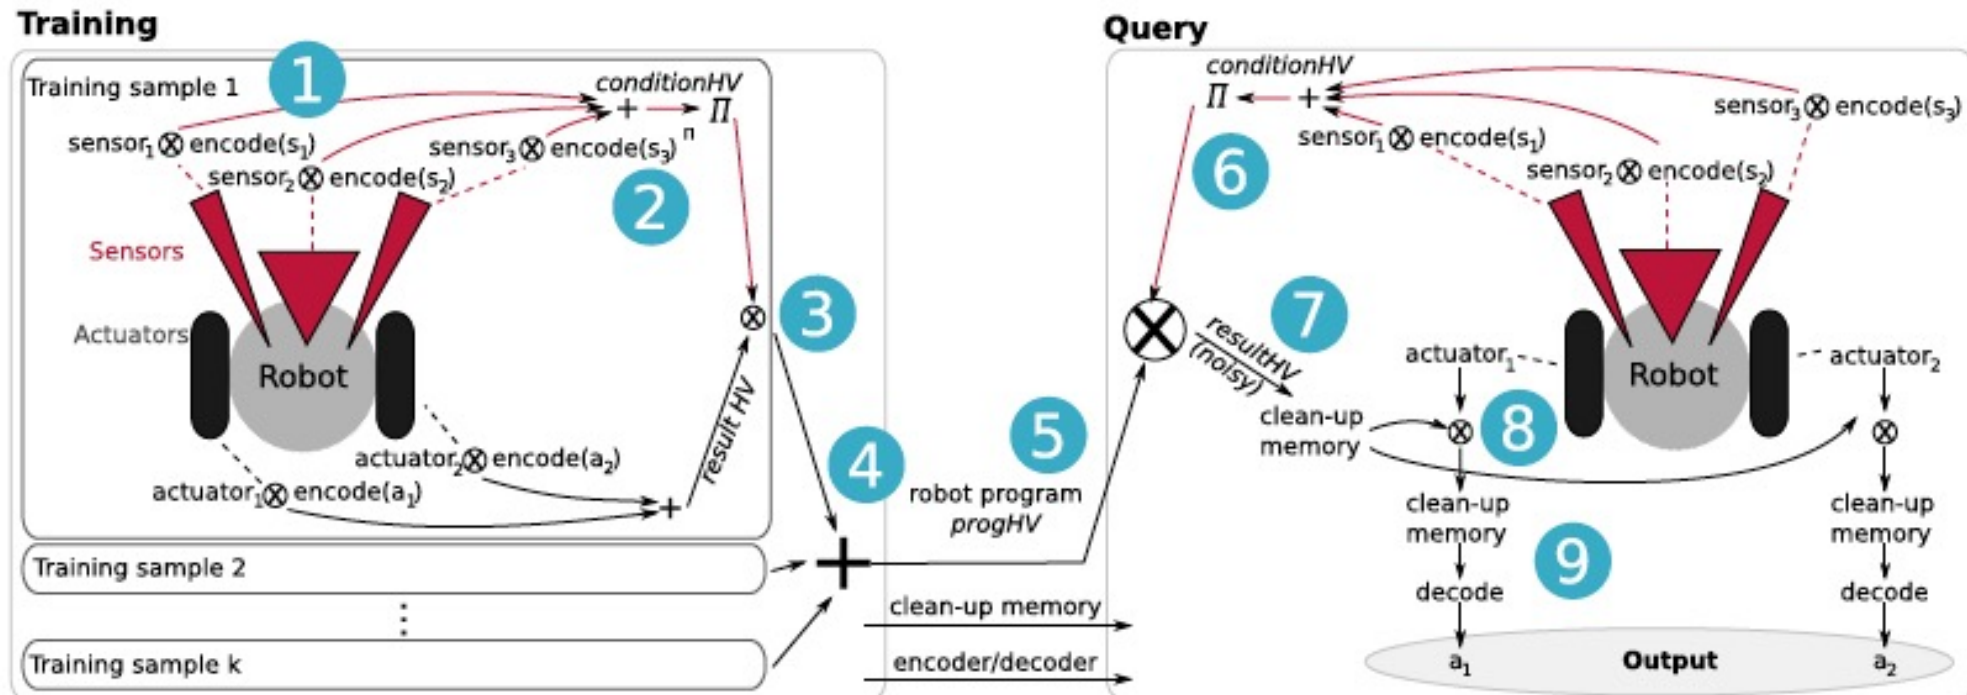 Training
Training sample 1
1
conditionHV
+ → Π
sensor₁ ⊗ encode(s₁)
sensor₂ ⊗ encode(s₂)
sensor₃ ⊗ encode(s₃) п
2
Sensors
Actuators
Robot
3
result HV
actuator₂ ⊗ encode(a₂)
actuator₁ ⊗ encode(a₁)
+
4
Training sample 2
⋮
Training sample k
+
5
robot program
progHV
clean-up memory
encoder/decoder
Query
conditionHV
Π ← +
sensor₃ ⊗ encode(s₃)
sensor₁ ⊗ encode(s₁)
sensor₂ ⊗ encode(s₂)
6
7
resultHV
(noisy)
clean-up
memory
actuator₁
Robot
actuator₂
⊗
8
⊗
clean-up
memory
clean-up
memory
9
decode
decode
a₁
Output
a₂